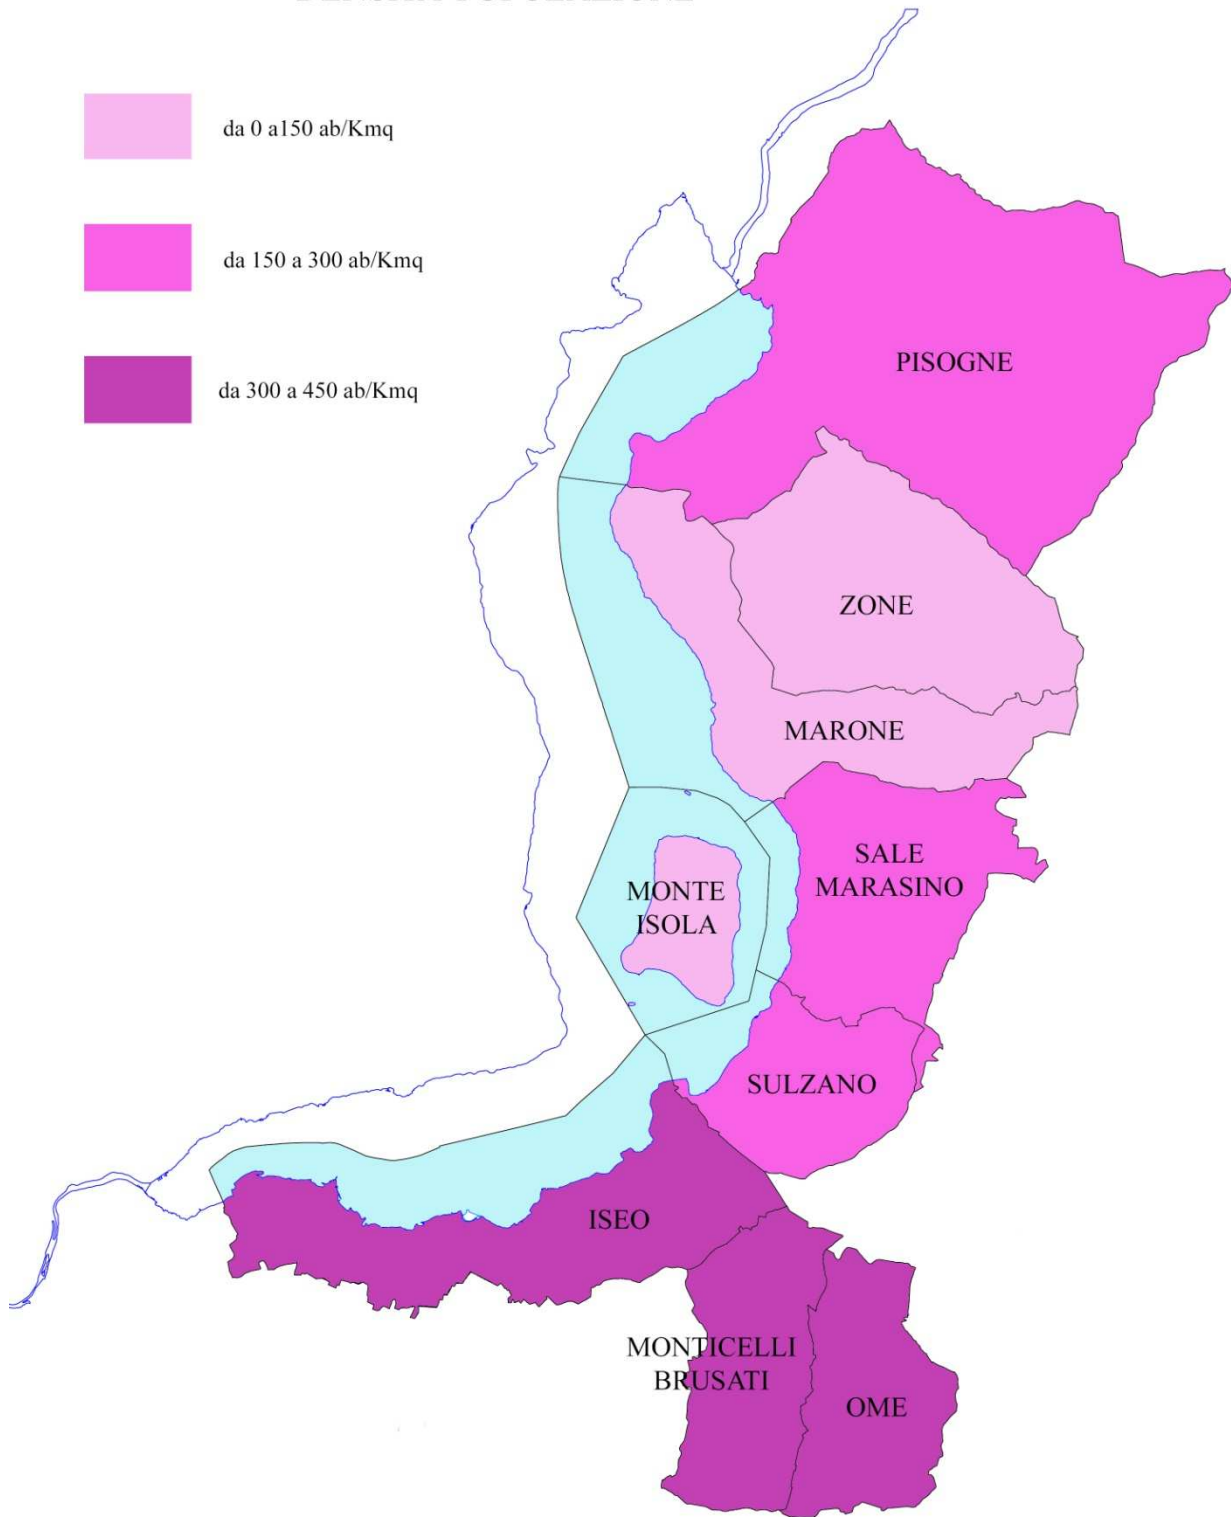 da 0 a150 ab/Kmq
da 150 a 300 ab/Kmq
da 300 a 450 ab/Kmq
PISOGNE
ZONE
MARONE
SALE
MARASINO
MONTE
ISOLA
SULZANO
ISEO
MONTICELLI
BRUSATI
OME